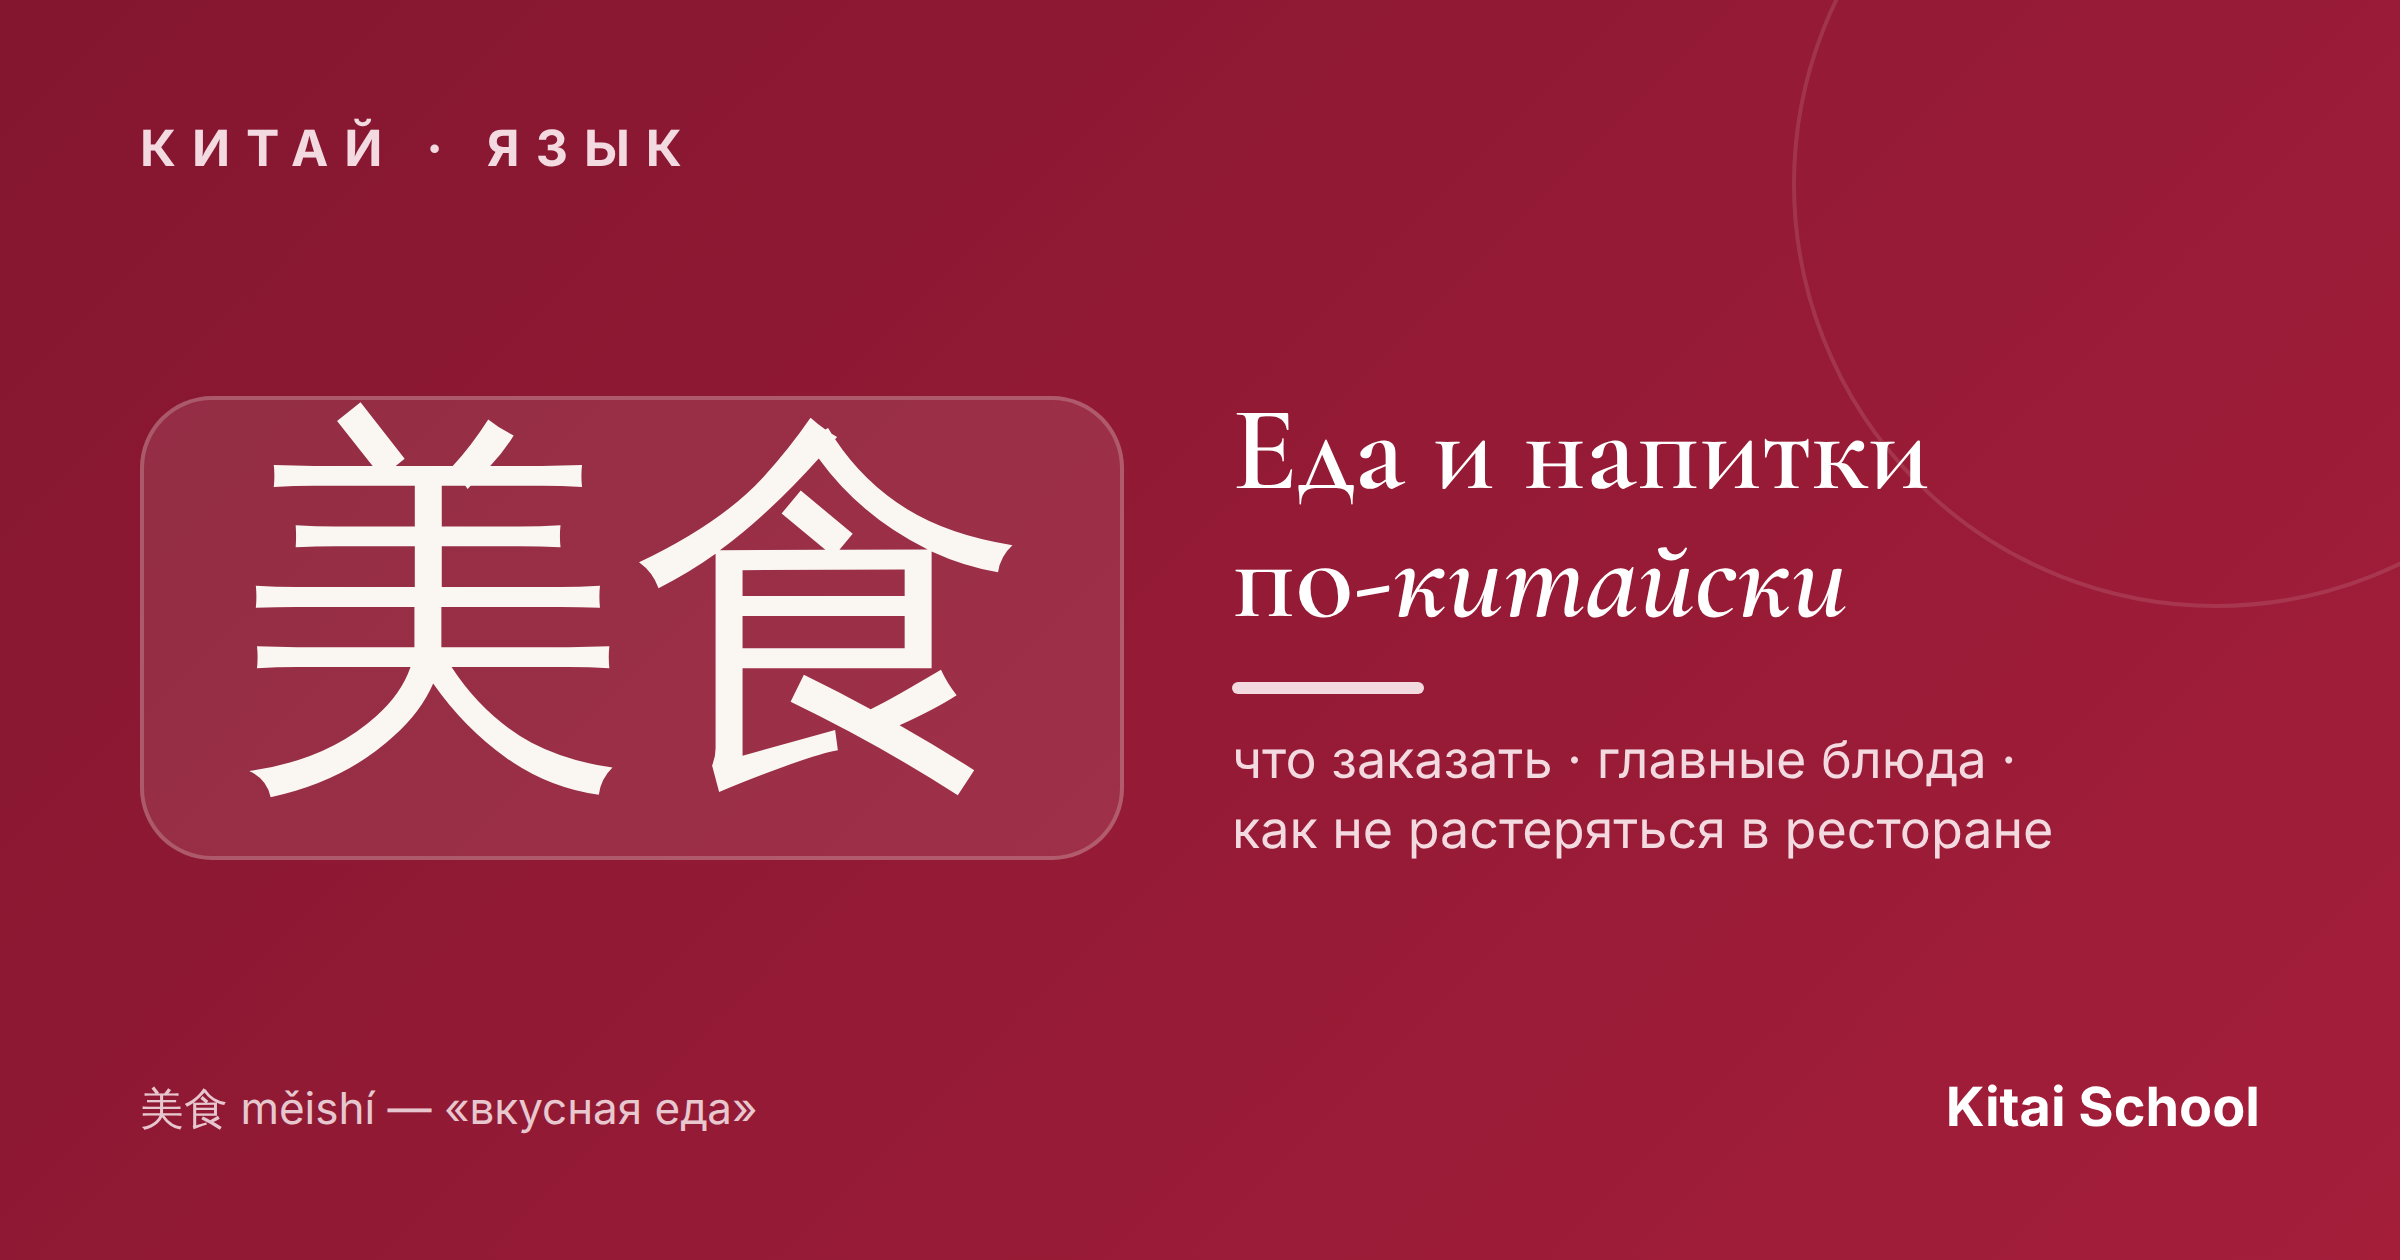 КИТАЙ · ЯЗЫК
美食
Еда и напитки
по-китайски
что заказать · главные блюда ·
как не растеряться в ресторане
美食 měishí — «вкусная еда»
Kitai School